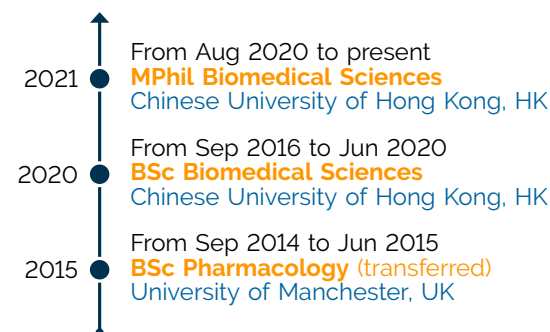 From Aug 2020 to present
2021
MPhil Biomedical Sciences
Chinese University of Hong Kong, HK
From Sep 2016 to Jun 2020
2020
BSc Biomedical Sciences
Chinese University of Hong Kong, HK
From Sep 2014 to Jun 2015
2015
BSc Pharmacology (transferred)
University of Manchester, UK